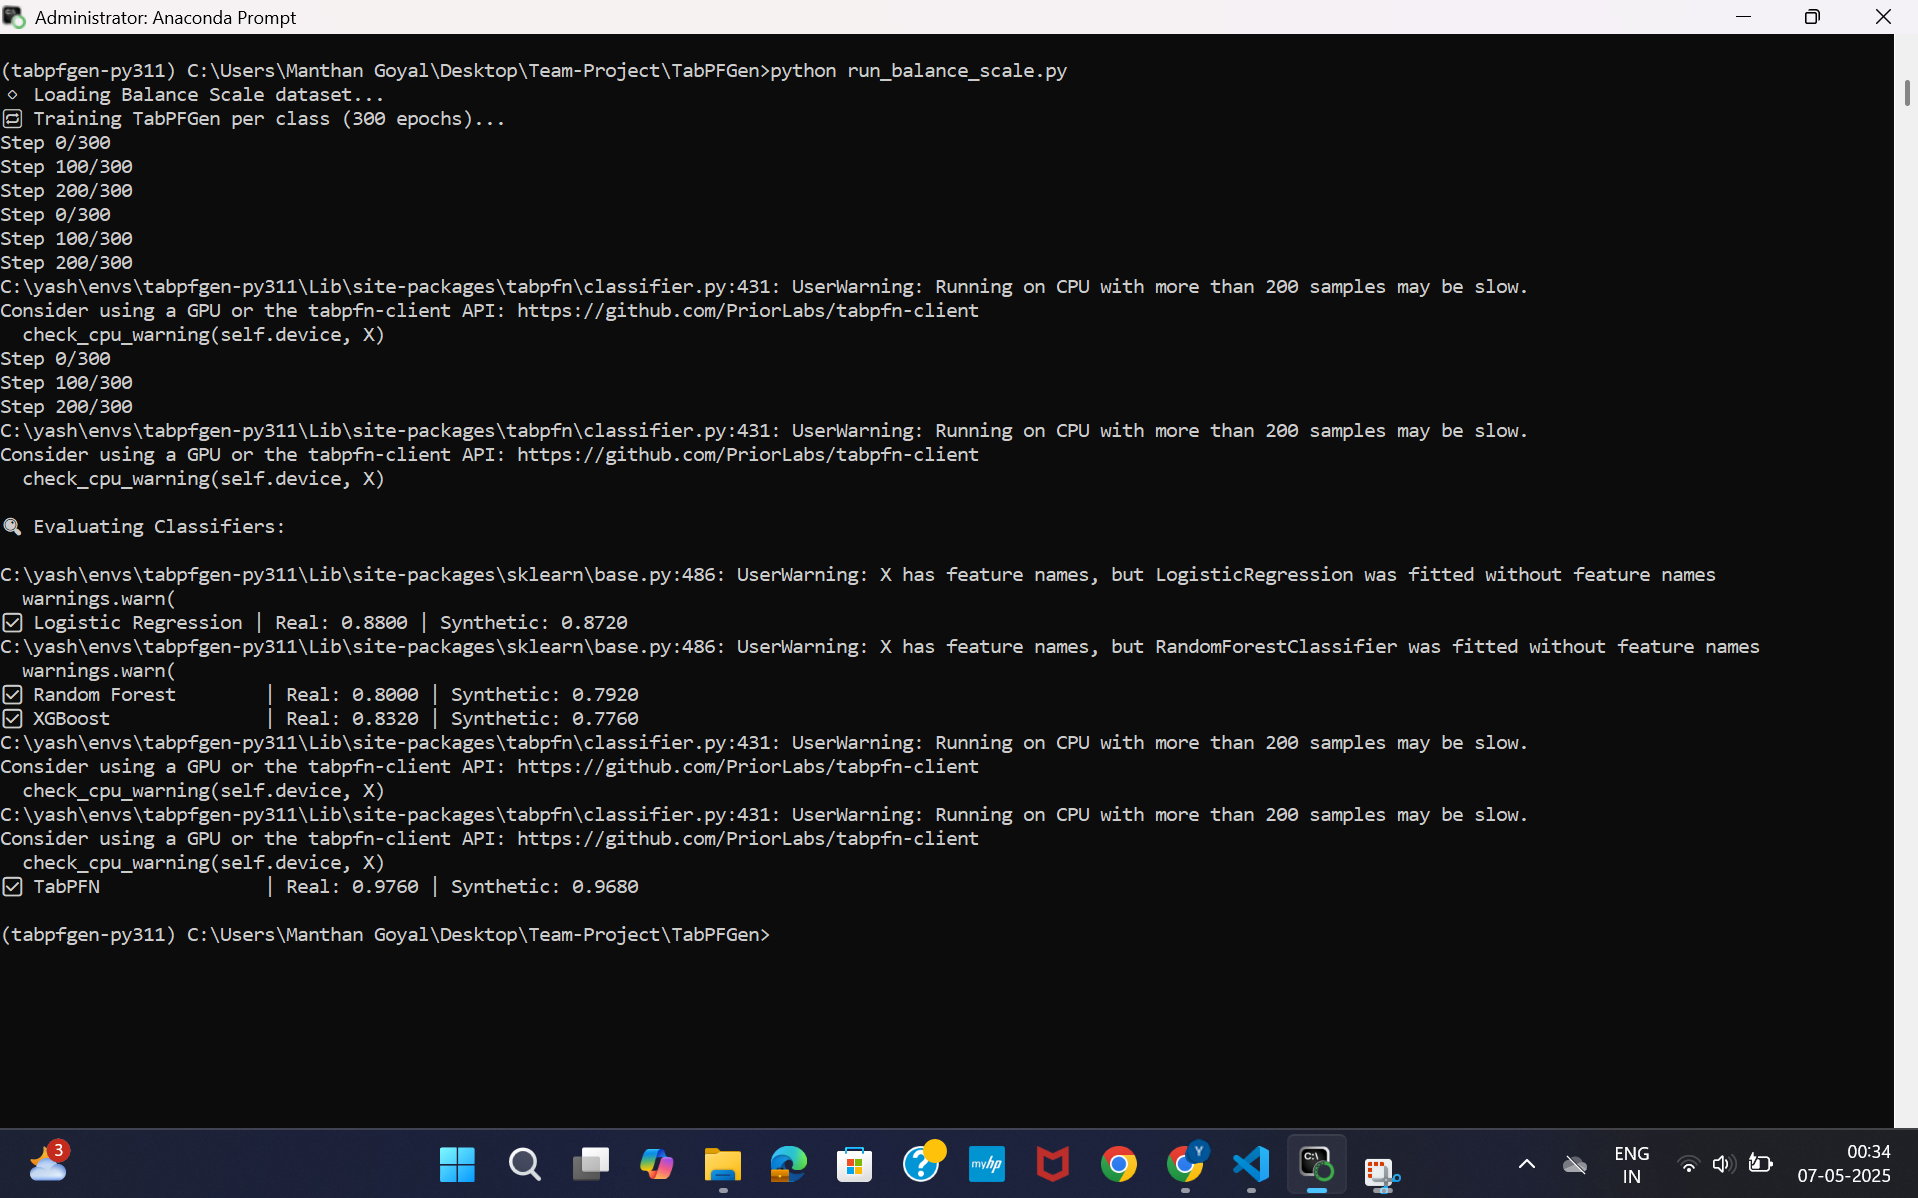 Administrator: Anaconda Prompt
(tabpfgen-py311) C:\Users\Manthan Goyal\Desktop\Team-Project\TabPFGen>python run_balance_scale.py
Loading Balance Scale dataset...
Training TabPFGen per class (300 epochs)...
Step 0/300
Step 100/300
Step 200/300
Step 0/300
Step 100/300
Step 200/300
C:\yash\envs\tabpfgen-py311\Lib\site-packages\tabpfn\classifier.py:431: UserWarning: Running on CPU with more than 200 samples may be slow.
Consider using a GPU or the tabpfn-client API: https://github.com/PriorLabs/tabpfn-client
  check_cpu_warning(self.device, X)
Step 0/300
Step 100/300
Step 200/300
C:\yash\envs\tabpfgen-py311\Lib\site-packages\tabpfn\classifier.py:431: UserWarning: Running on CPU with more than 200 samples may be slow.
Consider using a GPU or the tabpfn-client API: https://github.com/PriorLabs/tabpfn-client
  check_cpu_warning(self.device, X)
Evaluating Classifiers:
C:\yash\envs\tabpfgen-py311\Lib\site-packages\sklearn\base.py:486: UserWarning: X has feature names, but LogisticRegression was fitted without feature names
  warnings.warn(
☑ Logistic Regression | Real: 0.8800 | Synthetic: 0.8720
C:\yash\envs\tabpfgen-py311\Lib\site-packages\sklearn\base.py:486: UserWarning: X has feature names, but RandomForestClassifier was fitted without feature names
  warnings.warn(
☑ Random Forest        | Real: 0.8000 | Synthetic: 0.7920
☑ XGBoost              | Real: 0.8320 | Synthetic: 0.7760
C:\yash\envs\tabpfgen-py311\Lib\site-packages\tabpfn\classifier.py:431: UserWarning: Running on CPU with more than 200 samples may be slow.
Consider using a GPU or the tabpfn-client API: https://github.com/PriorLabs/tabpfn-client
  check_cpu_warning(self.device, X)
C:\yash\envs\tabpfgen-py311\Lib\site-packages\tabpfn\classifier.py:431: UserWarning: Running on CPU with more than 200 samples may be slow.
Consider using a GPU or the tabpfn-client API: https://github.com/PriorLabs/tabpfn-client
  check_cpu_warning(self.device, X)
☑ TabPFN               | Real: 0.9760 | Synthetic: 0.9680
(tabpfgen-py311) C:\Users\Manthan Goyal\Desktop\Team-Project\TabPFGen>
3
myhp
Y
C:\
ENG
IN
00:34
07-05-2025